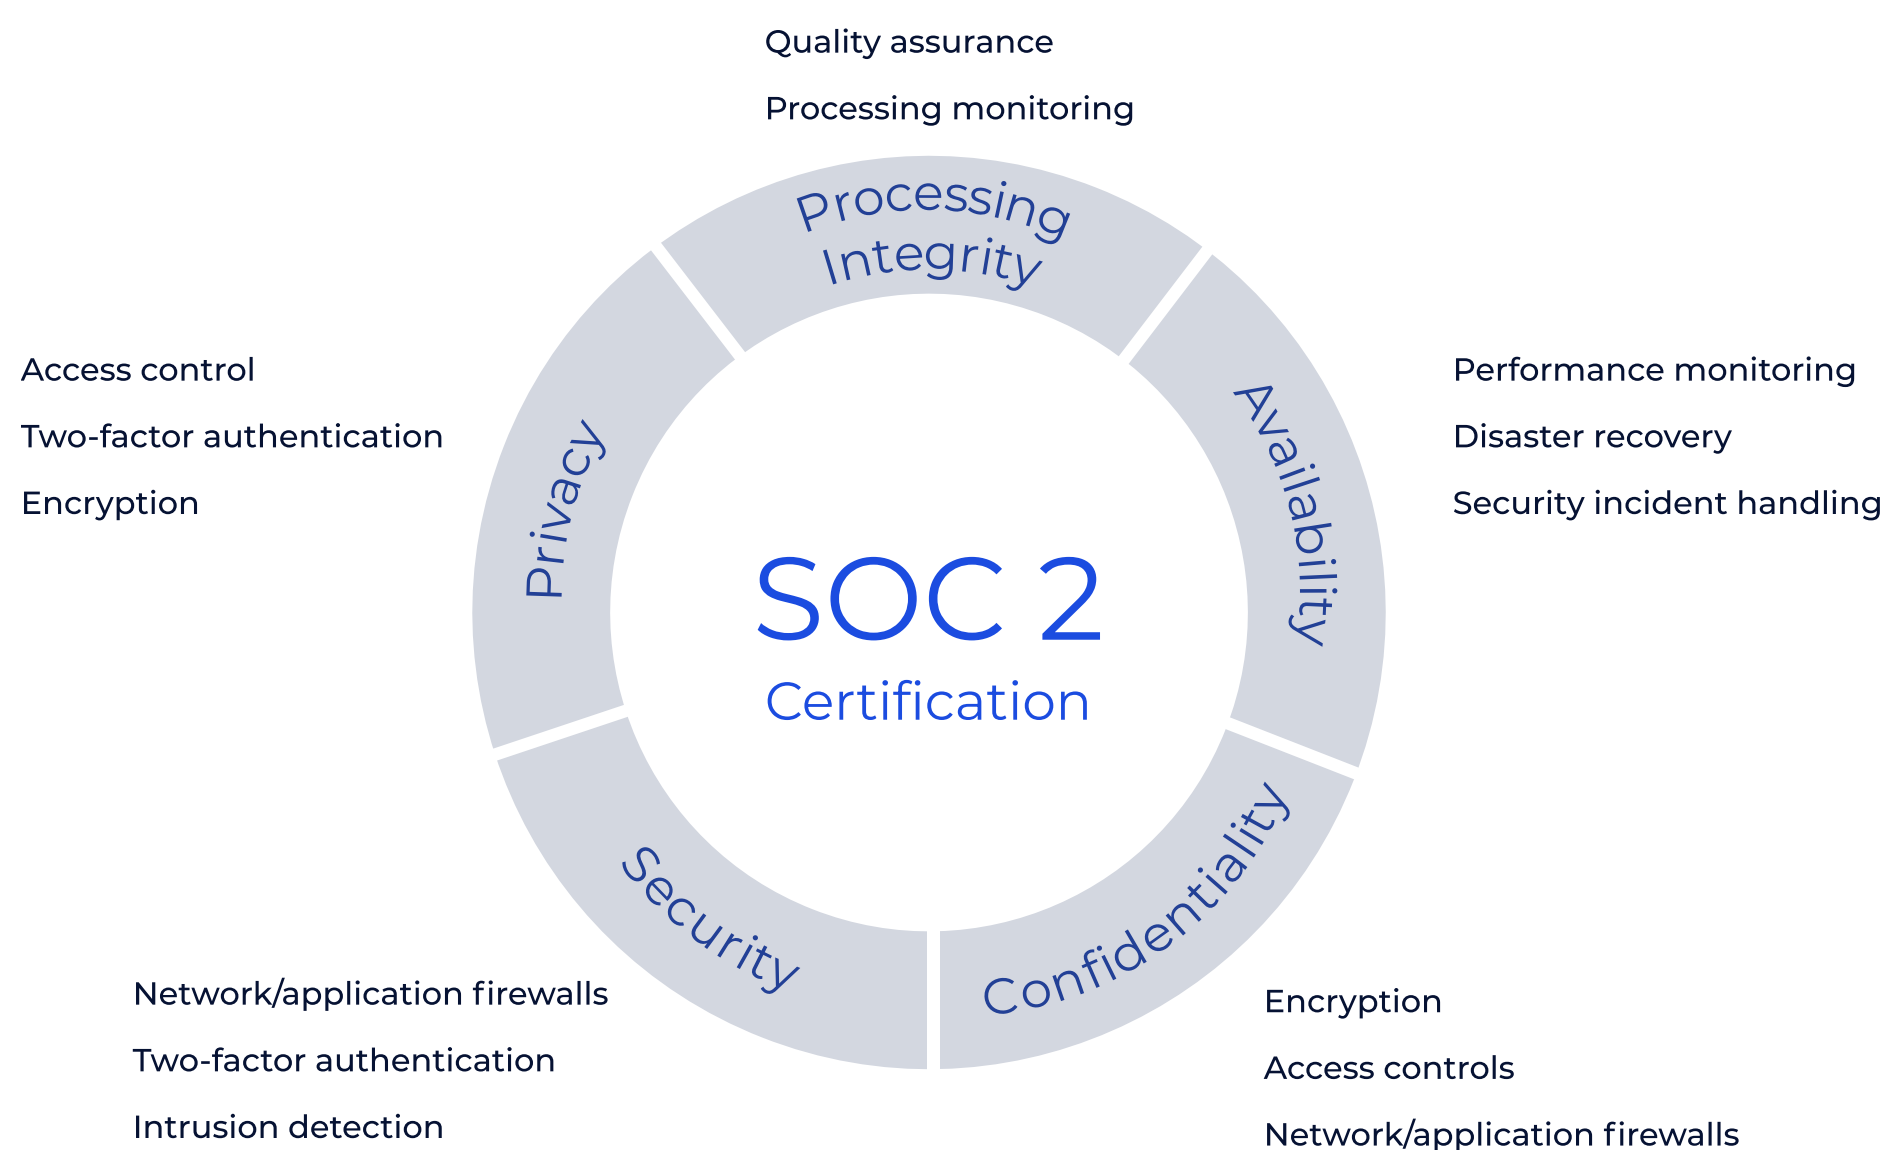 Quality assurance
Processing monitoring
Processing
Integrity
Access control
Two-factor authentication
Encryption
Privacy
Availability
Performance monitoring
Disaster recovery
Security incident handling
SOC 2
Certification
Security
Confidentiality
Network/application firewalls
Two-factor authentication
Intrusion detection
Encryption
Access controls
Network/application firewalls